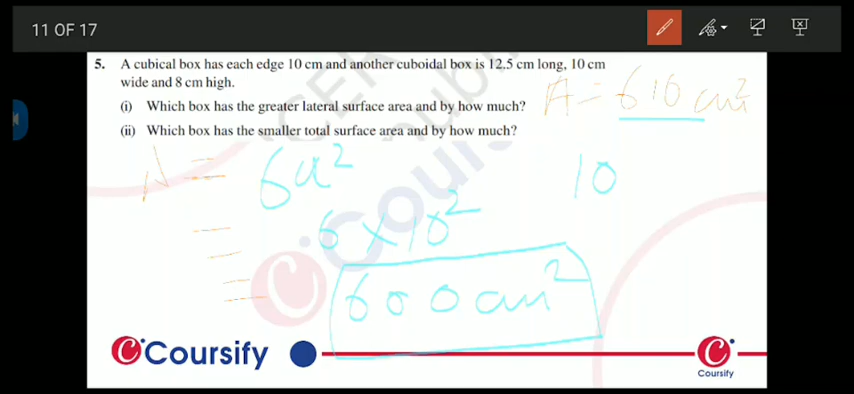 11 OF 17
5. A cubical box has each edge 10 cm and another cuboidal box is 12.5 cm long, 10 cm
wide and 8 cm high.
(i) Which box has the greater lateral surface area and by how much?
A = 610 cm²
(ii) Which box has the smaller total surface area and by how much?
A = 6a²
10
= 6 × 10²
=
= 600 cm²
Coursify
Coursify